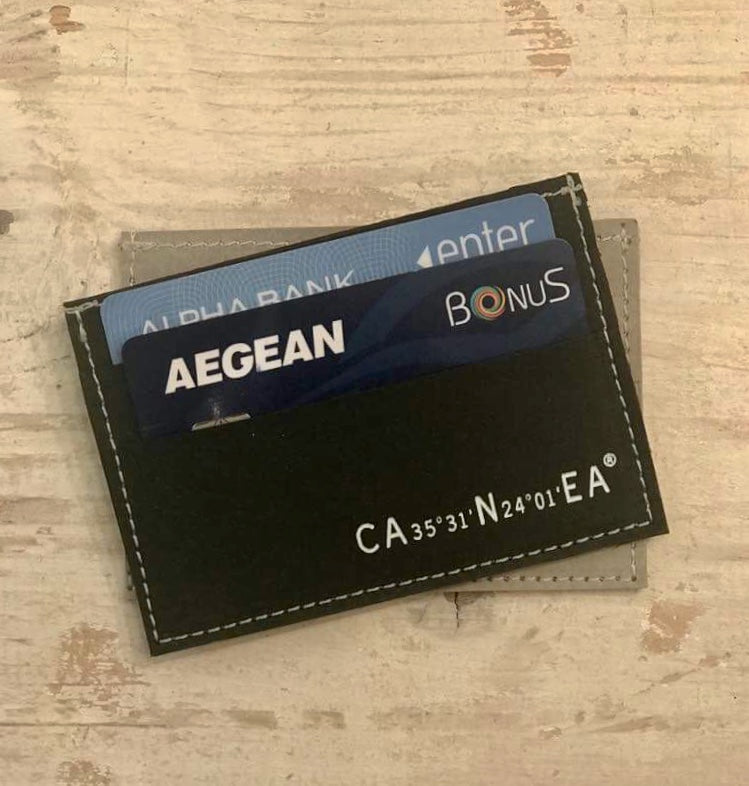 enter
ALPHA BANK
BONUS
AEGEAN
CA35°31'N24°01'EA®